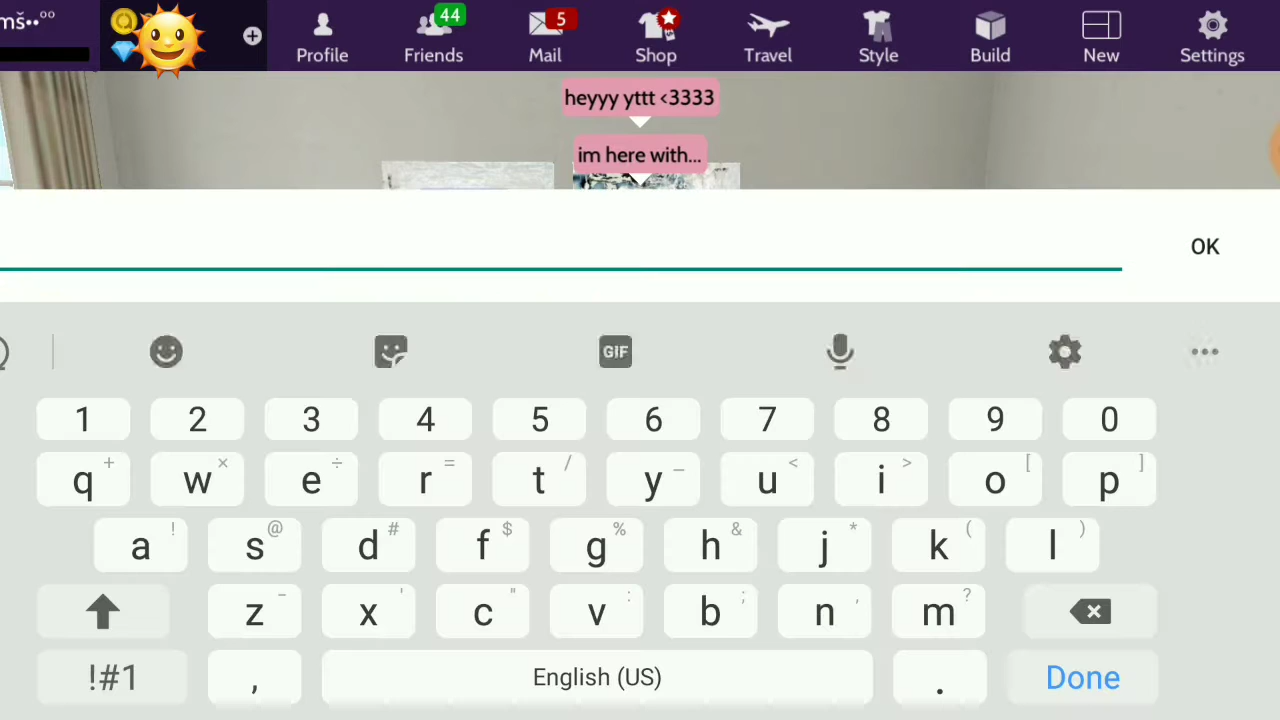 mš••°°
44
5
Profile
Friends
Mail
Shop
Travel
Style
Build
New
Settings
heyyy yttt <3333
im here with...
OK
GIF
1 2 3 4 5 6 7 8 9 0
q + w × e ÷ r = t / y _ u < i > o [ p ]
a ! s @ d # f $ g % h & j * k ( l )
z - x ' c " v : b ; n , m ?
!#1 , English (US) . Done